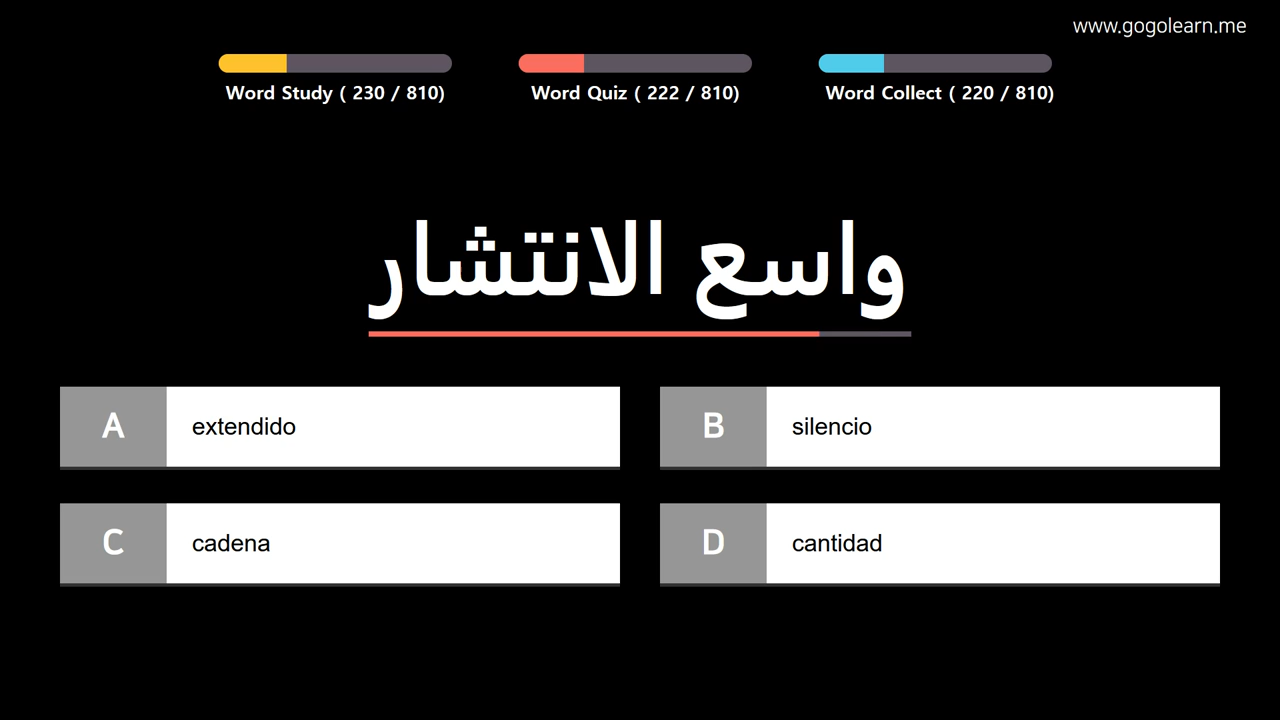 www.gogolearn.me
Word Study ( 230 / 810)
Word Quiz ( 222 / 810)
Word Collect ( 220 / 810)
واسع الانتشار
A extendido
B silencio
C cadena
D cantidad